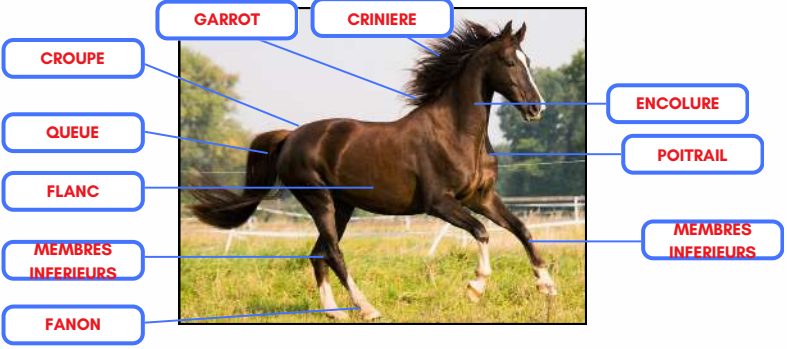 GARROT
CRINIERE
CROUPE
ENCOLURE
QUEUE
POITRAIL
FLANC
MEMBRES
INFERIEURS
MEMBRES
INFERIEURS
FANON